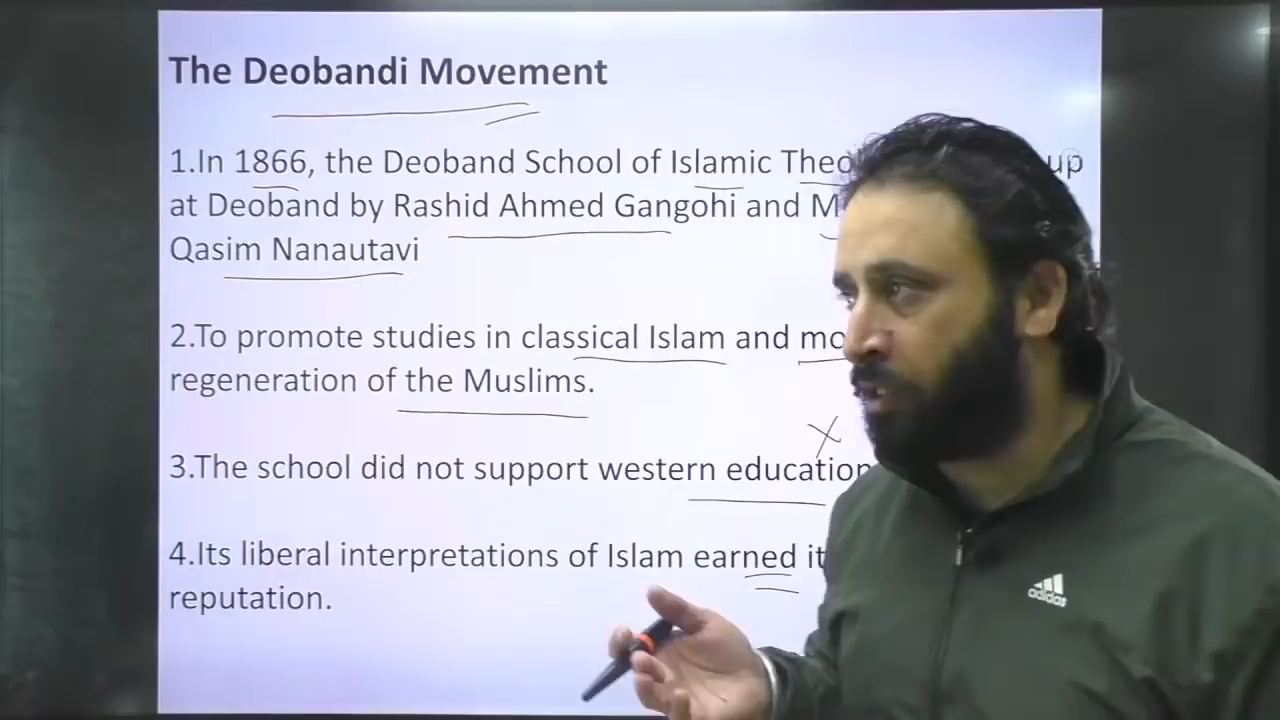 The Deobandi Movement
1.In 1866, the Deoband School of Islamic up
at Deoband by Rashid Ahmed Gangohi and
Qasim Nanautavi
2.To promote studies in classical Islam and
regeneration of the Muslims.
3.The school did not support western education
4.Its liberal interpretations of Islam earned it
reputation.
adidas